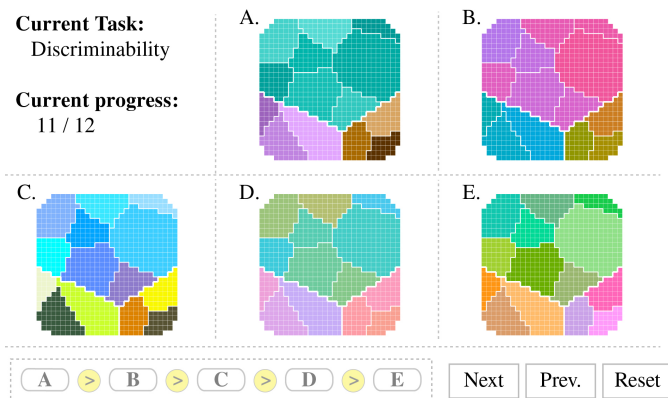 Current Task:
Discriminability
Current progress:
11 / 12
A.
B.
C.
D.
E.
A > B > C > D > E
Next Prev. Reset